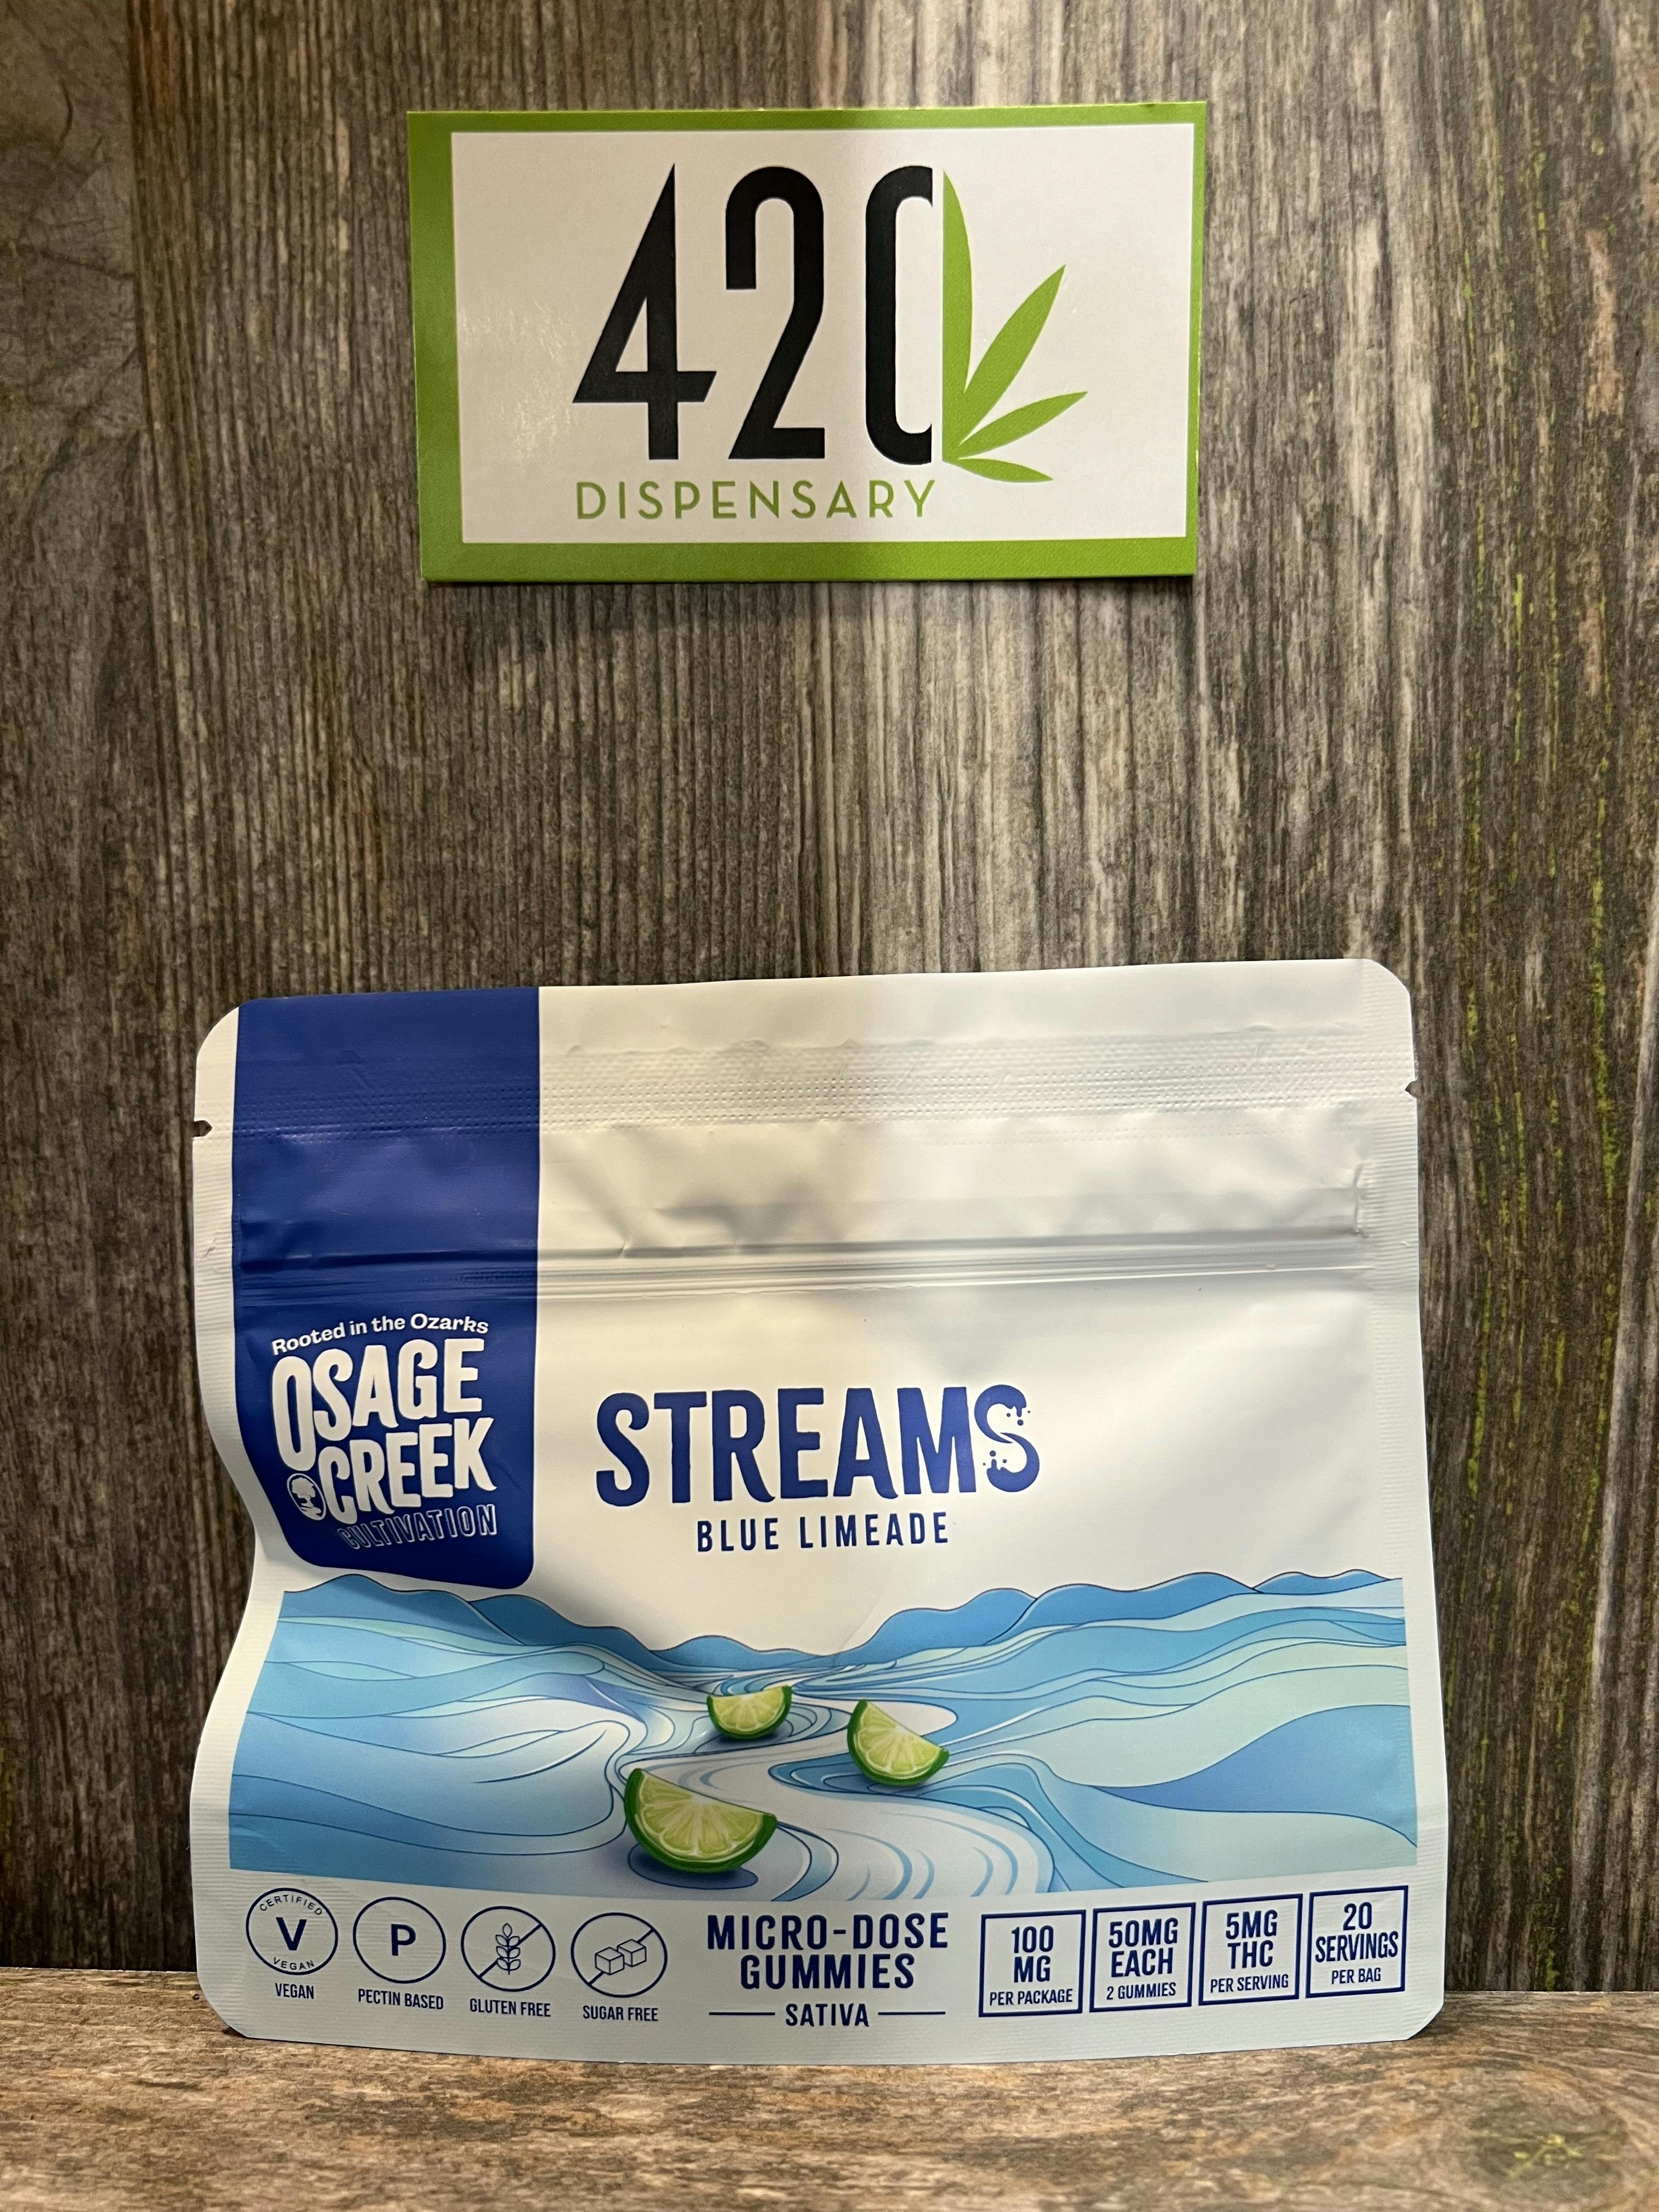 420
DISPENSARY
Rooted in the Ozarks
OSAGE
CREEK
CULTIVATION
STREAMS
BLUE LIMEADE
CERTIFIED
V
VEGAN
VEGAN
P
PECTIN BASED
GLUTEN FREE
SUGAR FREE
MICRO-DOSE
GUMMIES
SATIVA
100
MG
PER PACKAGE
50MG
EACH
2 GUMMIES
5MG
THC
PER SERVING
20
SERVINGS
PER BAG